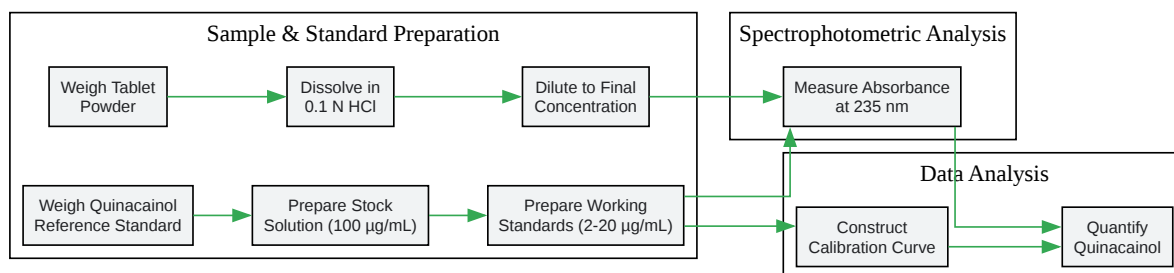 Sample & Standard Preparation
Weigh Tablet
Powder
Dissolve in
0.1 N HCl
Dilute to Final
Concentration
Weigh Quinacainol
Reference Standard
Prepare Stock
Solution (100 µg/mL)
Prepare Working
Standards (2-20 µg/mL)
Spectrophotometric Analysis
Measure Absorbance
at 235 nm
Data Analysis
Construct
Calibration Curve
Quantify
Quinacainol